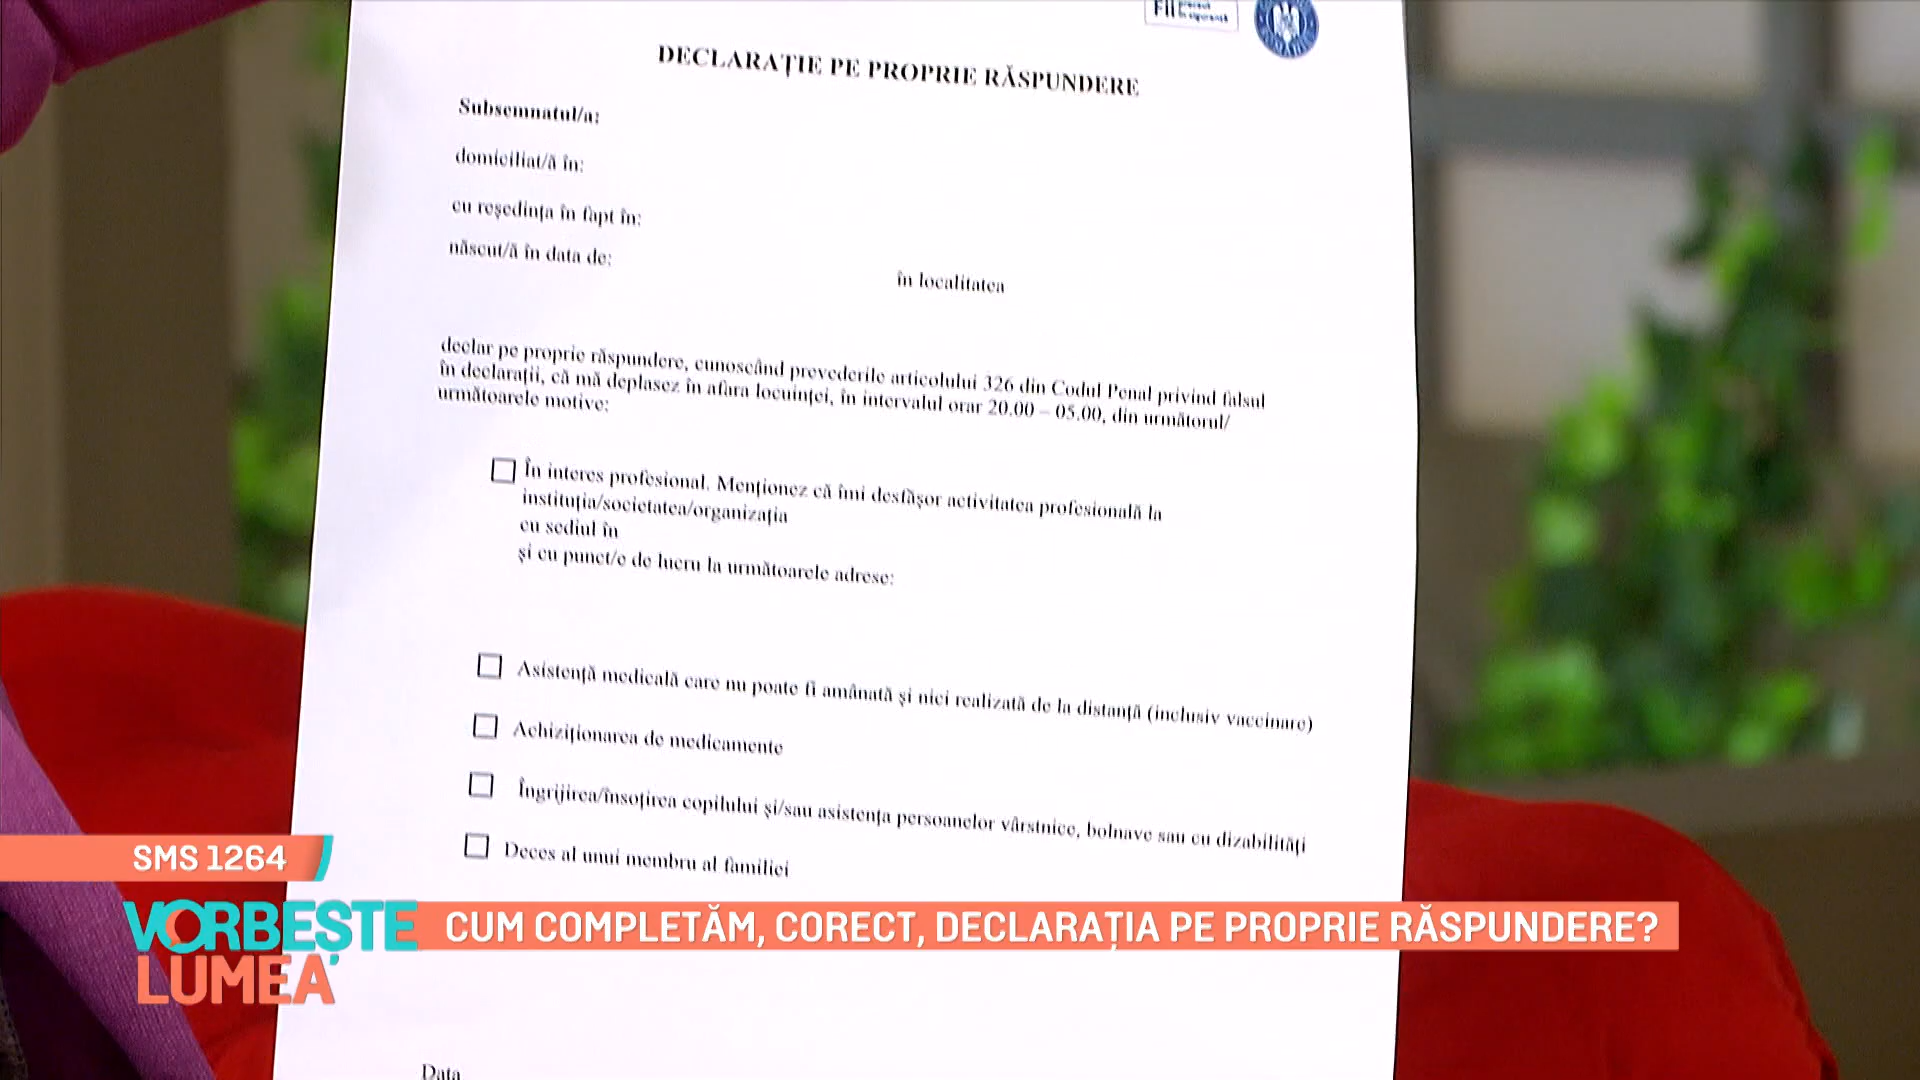 FII
DECLARAȚIE PE PROPRIE RĂSPUNDERE
Subsemnatul/a:
domiciliat/ă în:
cu reședința în fapt în:
născut/ă în data de:
în localitatea
declar pe proprie răspundere, cunoscând prevederile articolului 326 din Codul Penal privind falsul
în declarații, că mă deplasez în afara locuinței, în intervalul orar 20.00 – 05.00, din următorul/
următoarele motive:
În interes profesional. Menționez că îmi desfășor activitatea profesională la
instituția/societatea/organizația
cu sediul în
și cu punct/e de lucru la următoarele adrese:
Asistență medicală care nu poate fi amânată și nici realizată de la distanță (inclusiv vaccinare)
Achiziționarea de medicamente
Îngrijirea/însoțirea copilului și/sau asistența persoanelor vârstnice, bolnave sau cu dizabilități
Deces al unui membru al familiei
SMS 1264
VORBEȘTE
LUMEA
CUM COMPLETĂM, CORECT, DECLARAȚIA PE PROPRIE RĂSPUNDERE?
Data